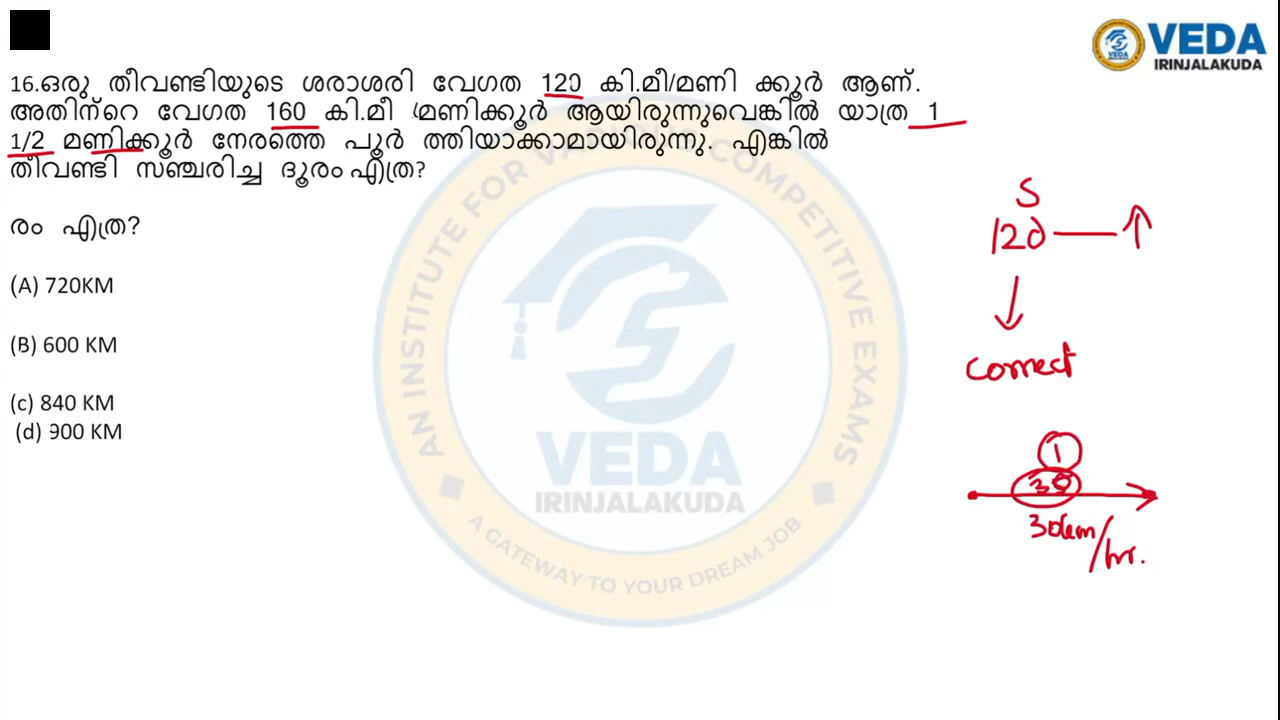 VEDA
IRINJALAKUDA
16.ഒരു തീവണ്ടിയുടെ ശരാശരി വേഗത 120 കി.മീ/മണി ക്കൂർ ആണ്.
അതിന്റെ വേഗത 160 കി.മീ /മണിക്കൂർ ആയിരുന്നുവെങ്കിൽ യാത്ര 1
1/2 മണിക്കൂർ നേരത്തെ പൂർ ത്തിയാക്കാമായിരുന്നു. എങ്കിൽ
തീവണ്ടി സഞ്ചരിച്ച ദൂരം എത്ര?
രം എത്ര?
(A) 720KM
(B) 600 KM
(c) 840 KM
(d) 900 KM
S
120
correct
1
30
30km/hr.
AN INSTITUTE FOR VARIOUS COMPETITIVE EXAMS
VEDA
IRINJALAKUDA
A GATEWAY TO YOUR DREAM JOB